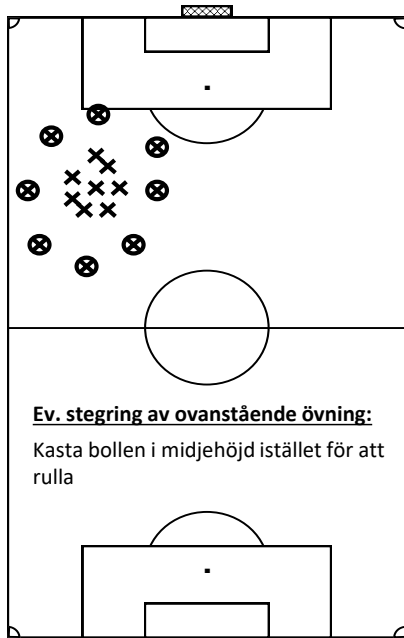 Ev. stegring av ovanstående övning:
Kasta bollen i midjehöjd istället för att
rulla